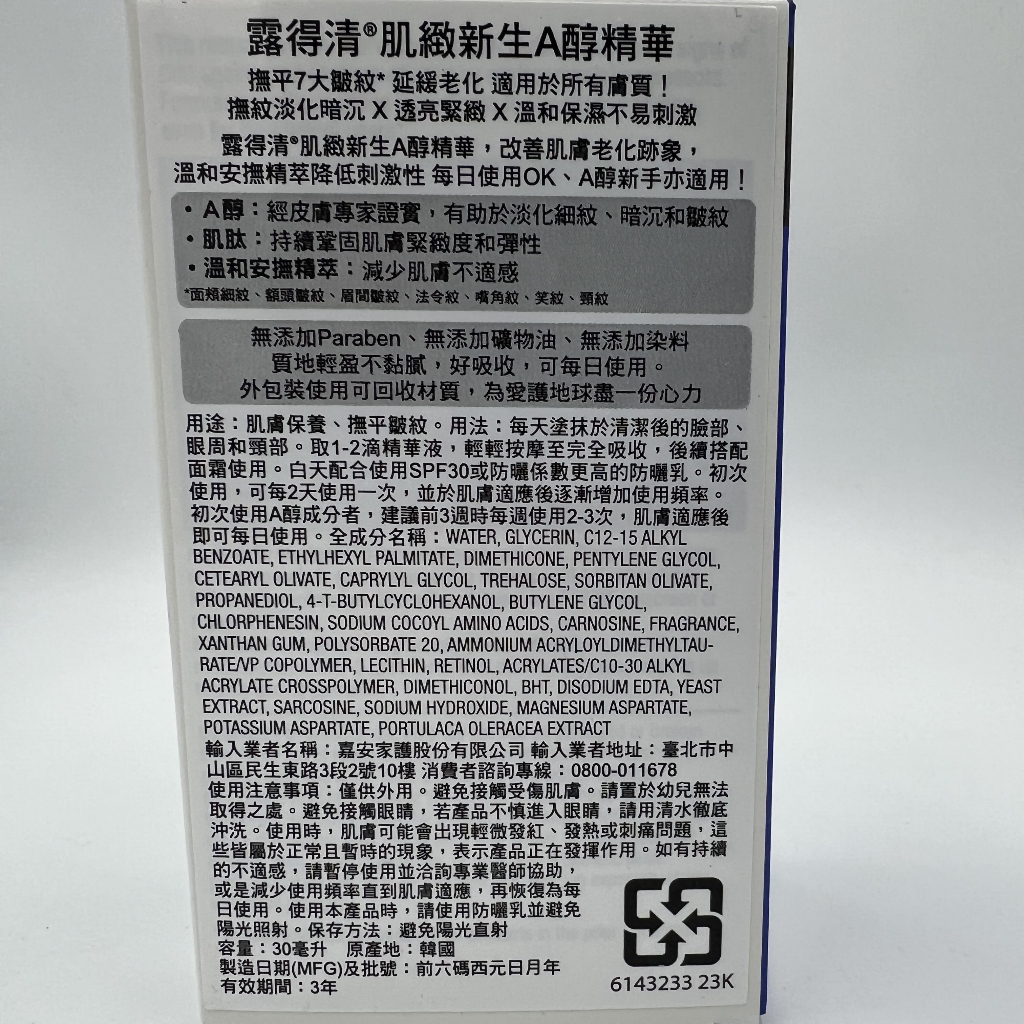 露得清®肌緻新生A醇精華
撫平7大皺紋* 延緩老化 適用於所有膚質！
撫紋淡化暗沉 X 透亮緊緻 X 溫和保濕不易刺激
露得清®肌緻新生A醇精華，改善肌膚老化跡象，
溫和安撫精萃降低刺激性 每日使用OK、A醇新手亦適用！
・A醇：經皮膚專家證實，有助於淡化細紋、暗沉和皺紋
・肌肽：持續鞏固肌膚緊緻度和彈性
・溫和安撫精萃：減少肌膚不適感
*面頰細紋、額頭皺紋、眉間皺紋、法令紋、嘴角紋、笑紋、頸紋
無添加Paraben、無添加礦物油、無添加染料
質地輕盈不黏膩，好吸收，可每日使用。
外包裝使用可回收材質，為愛護地球盡一份心力
用途：肌膚保養、撫平皺紋。用法：每天塗抹於清潔後的臉部、
眼周和頸部。取1-2滴精華液，輕輕按摩至完全吸收，後續搭配
面霜使用。白天配合使用SPF30或防曬係數更高的防曬乳。初次
使用，可每2天使用一次，並於肌膚適應後逐漸增加使用頻率。
初次使用A醇成分者，建議前3週時每週使用2-3次，肌膚適應後
即可每日使用。全成分名稱：WATER, GLYCERIN, C12-15 ALKYL
BENZOATE, ETHYLHEXYL PALMITATE, DIMETHICONE, PENTYLENE GLYCOL,
CETEARYL OLIVATE, CAPRYLYL GLYCOL, TREHALOSE, SORBITAN OLIVATE,
PROPANEDIOL, 4-T-BUTYLCYCLOHEXANOL, BUTYLENE GLYCOL,
CHLORPHENESIN, SODIUM COCOYL AMINO ACIDS, CARNOSINE, FRAGRANCE,
XANTHAN GUM, POLYSORBATE 20, AMMONIUM ACRYLOYLDIMETHYLTAU-
RATE/VP COPOLYMER, LECITHIN, RETINOL, ACRYLATES/C10-30 ALKYL
ACRYLATE CROSSPOLYMER, DIMETHICONOL, BHT, DISODIUM EDTA, YEAST
EXTRACT, SARCOSINE, SODIUM HYDROXIDE, MAGNESIUM ASPARTATE,
POTASSIUM ASPARTATE, PORTULACA OLERACEA EXTRACT
輸入業者名稱：嘉安家護股份有限公司 輸入業者地址：臺北市中
山區民生東路3段2號10樓 消費者諮詢專線：0800-011678
使用注意事項：僅供外用。避免接觸受傷肌膚。請置於幼兒無法
取得之處。避免接觸眼睛，若產品不慎進入眼睛，請用清水徹底
沖洗。使用時，肌膚可能會出現輕微發紅、發熱或刺痛問題，這
些皆屬於正常且暫時的現象，表示產品正在發揮作用。如有持續
的不適感，請暫停使用並洽詢專業醫師協助，
或是減少使用頻率直到肌膚適應，再恢復為每
日使用。使用本產品時，請使用防曬乳並避免
陽光照射。保存方法：避免陽光直射
容量：30毫升 原產地：韓國
製造日期(MFG)及批號：前六碼西元日月年
有效期間：3年
6143233 23K